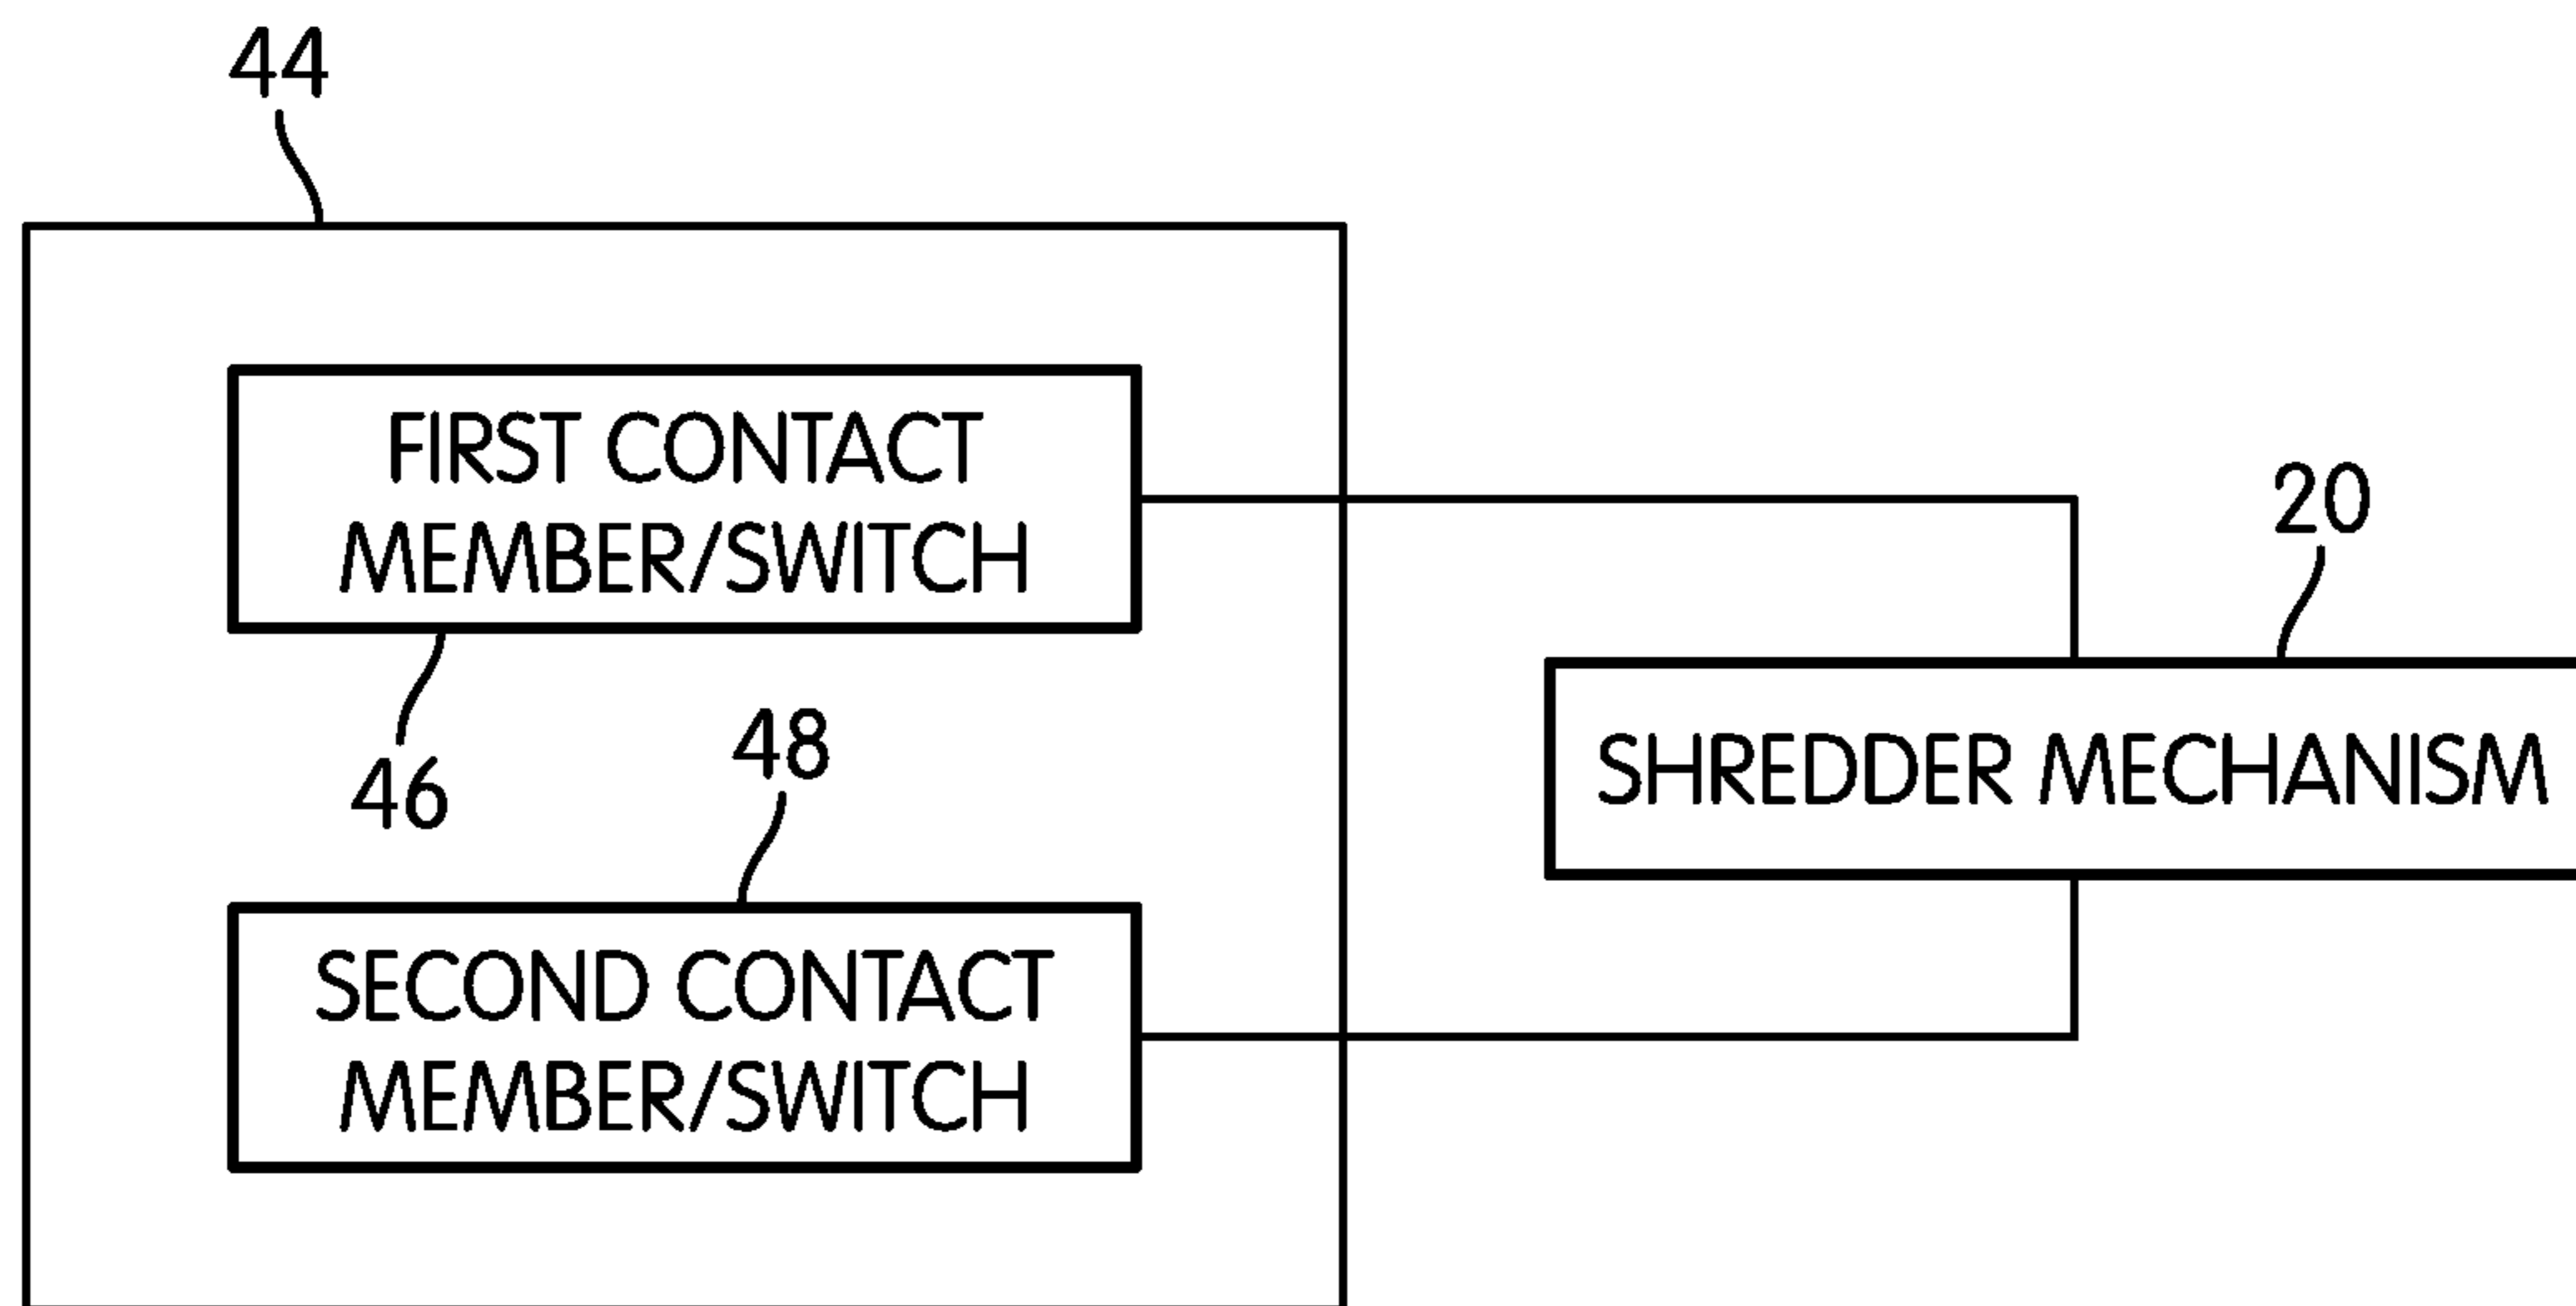 44
FIRST CONTACT
MEMBER/SWITCH
46
20
SHREDDER MECHANISM
48
SECOND CONTACT
MEMBER/SWITCH